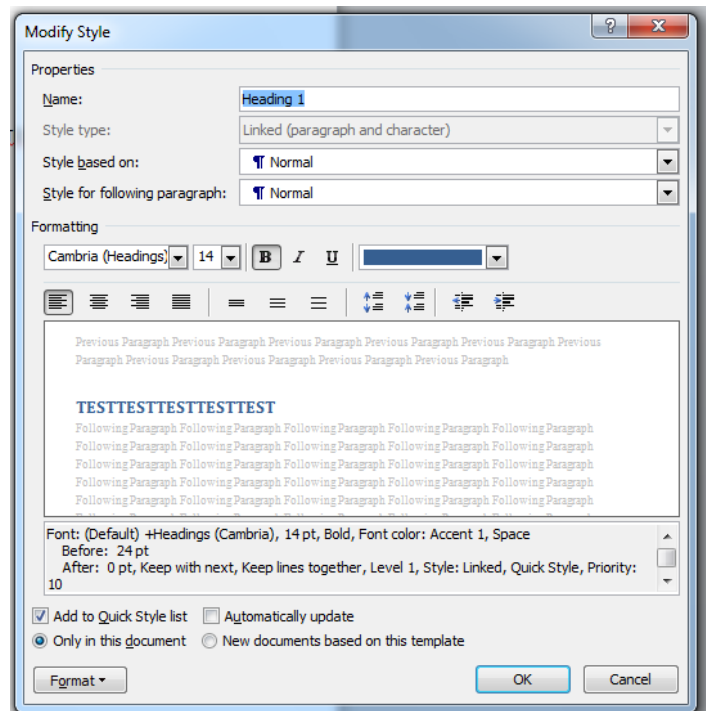 Modify Style
Properties
Name:
Heading 1
Style type:
Linked (paragraph and character)
Style based on:
¶ Normal
Style for following paragraph:
¶ Normal
Formatting
Cambria (Headings) 14 B I U
Previous Paragraph Previous Paragraph Previous Paragraph Previous Paragraph Previous Paragraph Previous
Paragraph Previous Paragraph Previous Paragraph Previous Paragraph Previous Paragraph
TESTTESTTESTTESTTEST
Following Paragraph Following Paragraph Following Paragraph Following Paragraph Following Paragraph
Following Paragraph Following Paragraph Following Paragraph Following Paragraph Following Paragraph
Following Paragraph Following Paragraph Following Paragraph Following Paragraph Following Paragraph
Following Paragraph Following Paragraph Following Paragraph Following Paragraph Following Paragraph
Following Paragraph Following Paragraph Following Paragraph Following Paragraph Following Paragraph
Font: (Default) +Headings (Cambria), 14 pt, Bold, Font color: Accent 1, Space
Before: 24 pt
After: 0 pt, Keep with next, Keep lines together, Level 1, Style: Linked, Quick Style, Priority:
10
Add to Quick Style list Automatically update
Only in this document New documents based on this template
Format OK Cancel